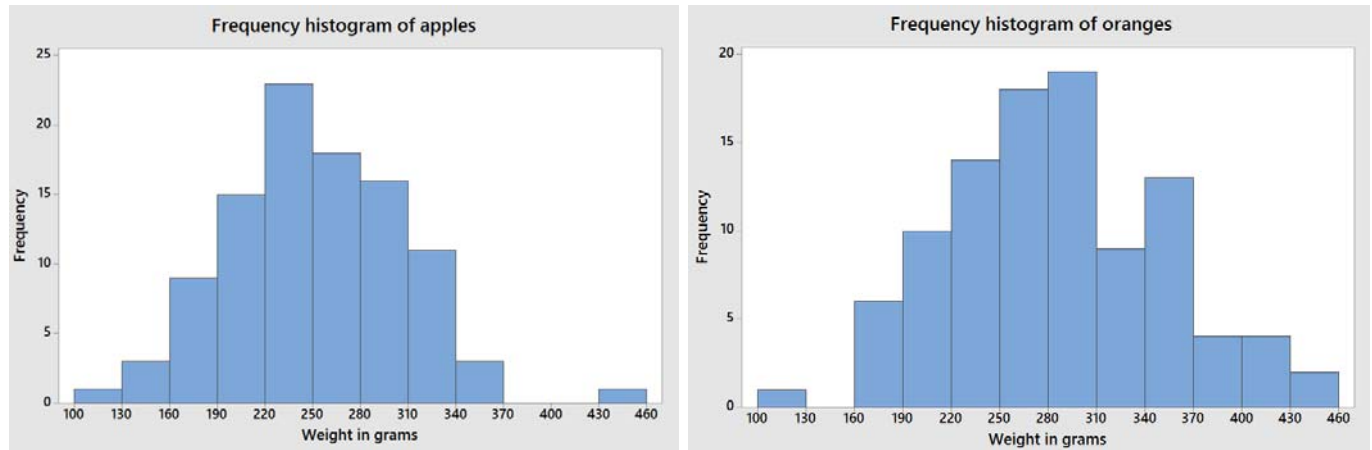 Frequency histogram of apples
25
20
15
10
5
0
Frequency
100 130 160 190 220 250 280 310 340 370 400 430 460
Weight in grams
Frequency histogram of oranges
20
15
10
5
0
Frequency
100 130 160 190 220 250 280 310 340 370 400 430 460
Weight in grams